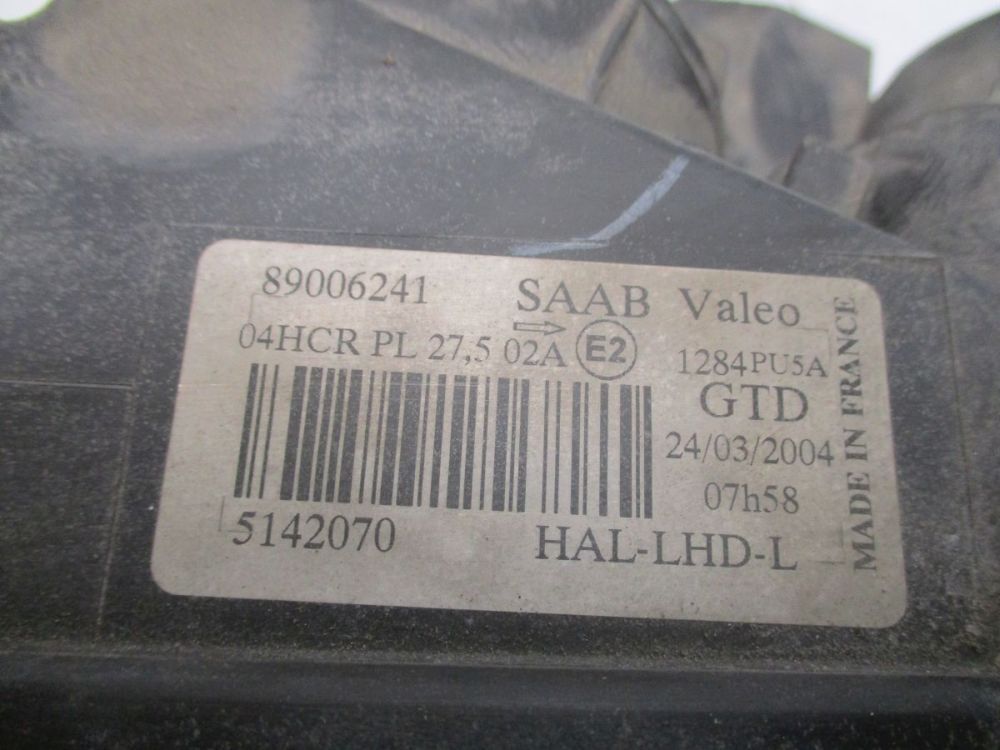 89006241 SAAB Valeo
04HCR PL 27,5 02A E2 1284PU5A
GTD
24/03/2004
07h58
5142070 HAL-LHD-L
MADE IN FRANCE